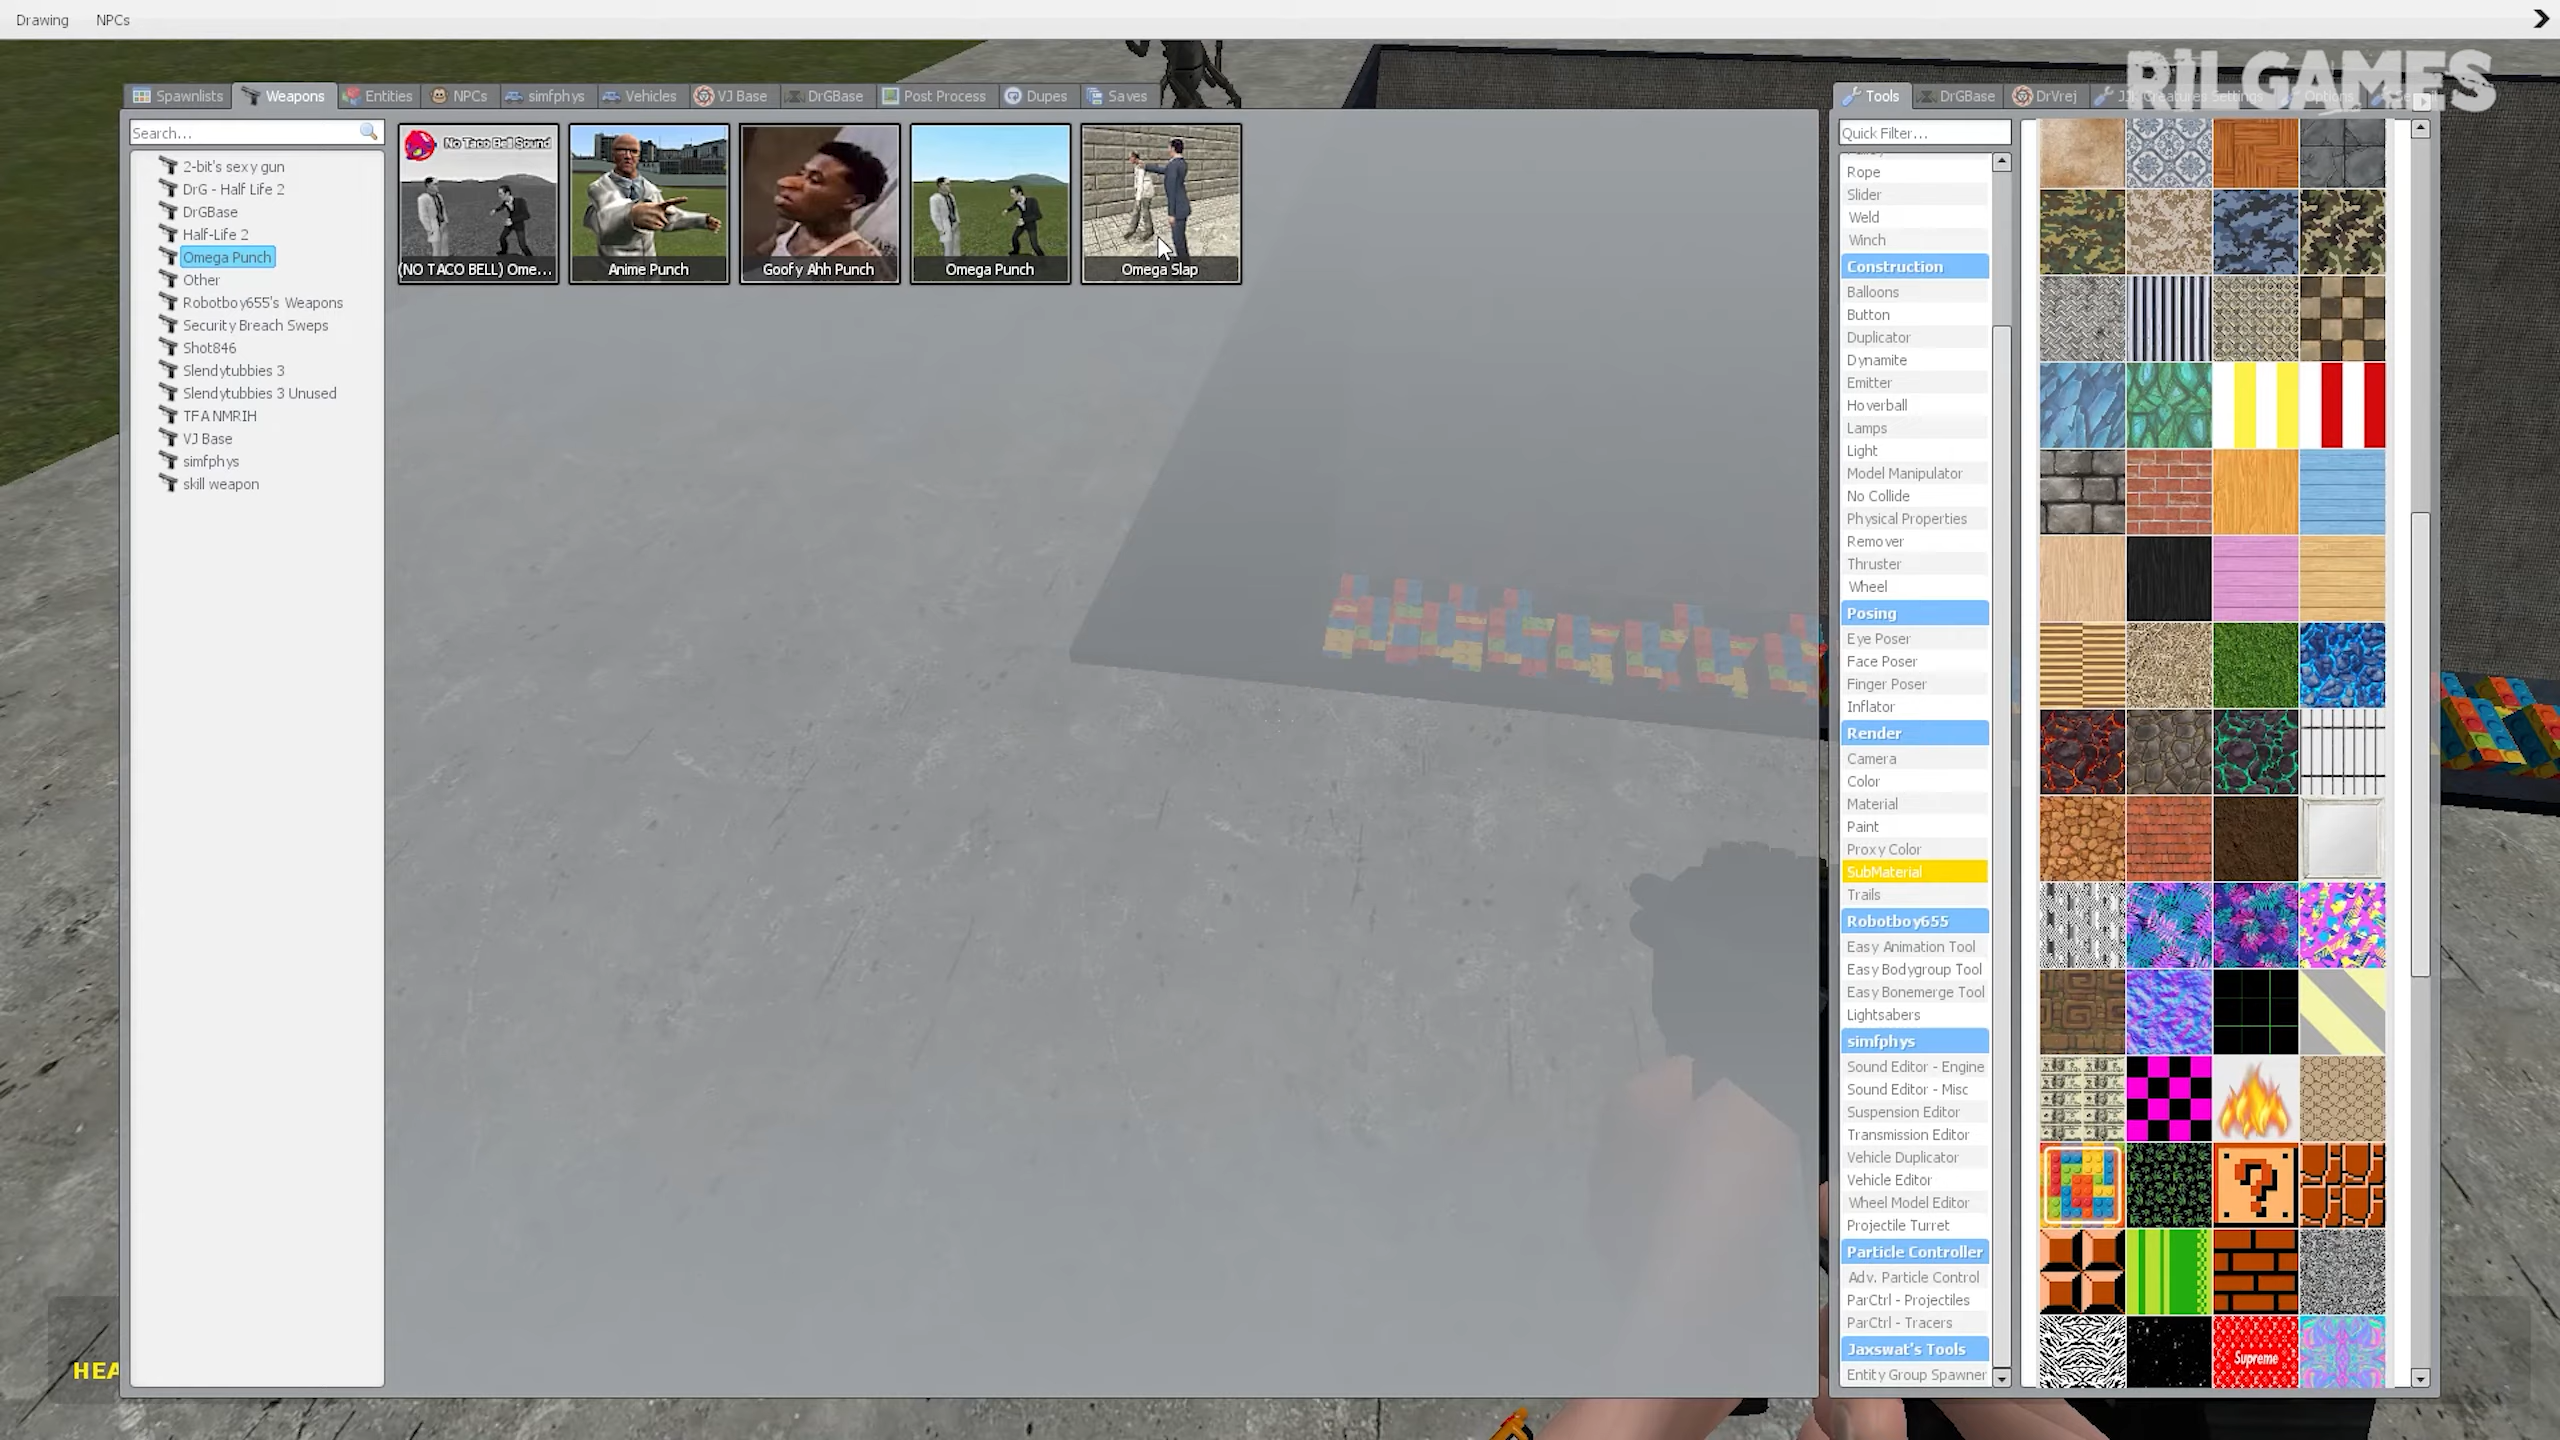 Drawing NPCs
RIL GAMES
Spawnlists Weapons Entities NPCs simfphys Vehicles VJ Base DrGBase Post Process Dupes Saves
Tools DrGBase DrVrej
Search...
Quick Filter...
2-bit's sexy gun
DrG - Half Life 2
DrGBase
Half-Life 2
Omega Punch
Other
Robotboy655's Weapons
Security Breach Sweps
Shot846
Slendytubbies 3
Slendytubbies 3 Unused
TFA NMRIH
VJ Base
simfphys
skill weapon
No Taco Bell Sound
(NO TACO BELL) Ome...
Anime Punch
Goofy Ahh Punch
Omega Punch
Omega Slap
Rope
Slider
Weld
Winch
Construction
Balloons
Button
Duplicator
Dynamite
Emitter
Hoverball
Lamps
Light
Model Manipulator
No Collide
Physical Properties
Remover
Thruster
Wheel
Posing
Eye Poser
Face Poser
Finger Poser
Inflator
Render
Camera
Color
Material
Paint
Proxy Color
SubMaterial
Trails
Robotboy655
Easy Animation Tool
Easy Bodygroup Tool
Easy Bonemerge Tool
Lightsabers
simfphys
Sound Editor - Engine
Sound Editor - Misc
Suspension Editor
Transmission Editor
Vehicle Duplicator
Vehicle Editor
Wheel Model Editor
Projectile Turret
Particle Controller
Adv. Particle Control
ParCtrl - Projectiles
ParCtrl - Tracers
Jaxswat's Tools
Entity Group Spawner
?
Supreme
HEA